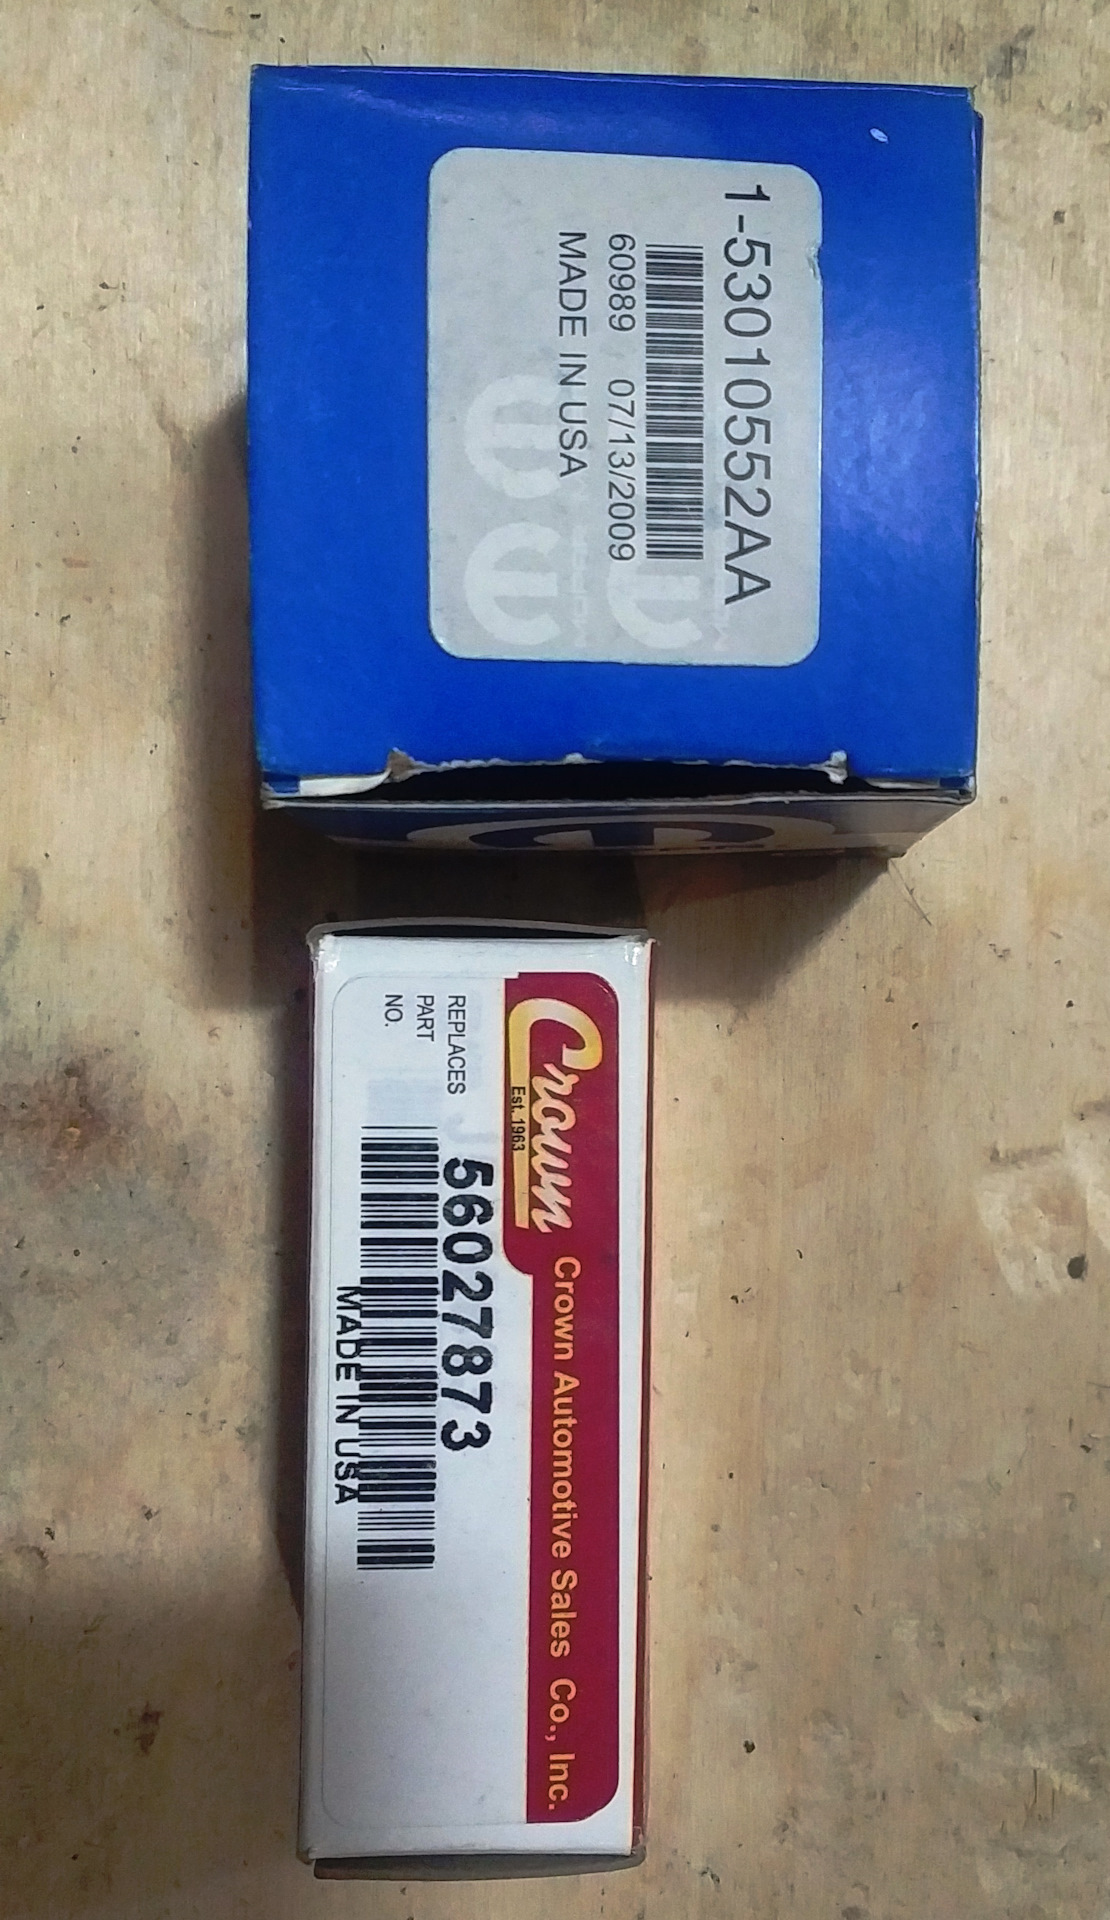 1-53010552AA
60989 07/13/2009
MADE IN USA
Crown
Est. 1963
Crown Automotive Sales Co., Inc.
REPLACES
PART
NO.
56027873
MADE IN USA